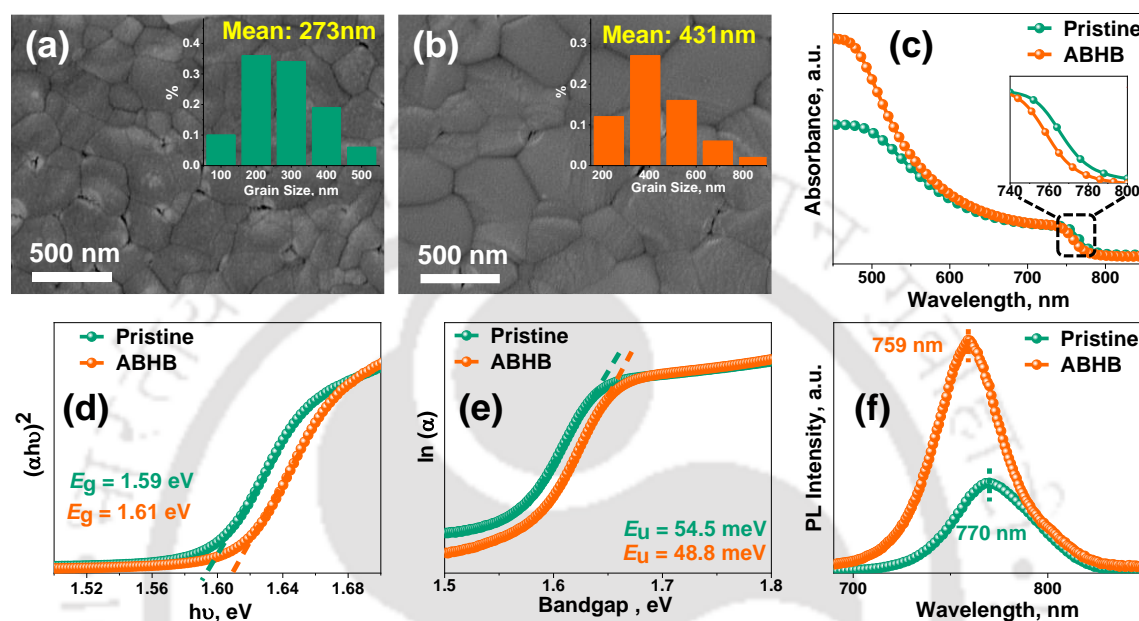 (a)
Mean: 273nm
0.4
0.3
0.2
0.1
0.0
%
100 200 300 400 500
Grain Size, nm
500 nm
(b)
Mean: 431nm
0.3
0.2
0.1
0.0
%
200 400 600 800
Grain Size, nm
500 nm
(c)
Pristine
ABHB
740 760 780 800
Absorbance, a.u.
500 600 700 800
Wavelength, nm
Pristine
ABHB
(d)
(αhυ)²
Eg = 1.59 eV
Eg = 1.61 eV
1.52 1.56 1.60 1.64 1.68
hυ, eV
Pristine
ABHB
(e)
ln (α)
Eu = 54.5 meV
Eu = 48.8 meV
1.5 1.6 1.7 1.8
Bandgap , eV
Pristine
ABHB
759 nm
(f)
770 nm
PL Intensity, a.u.
700 800
Wavelength, nm